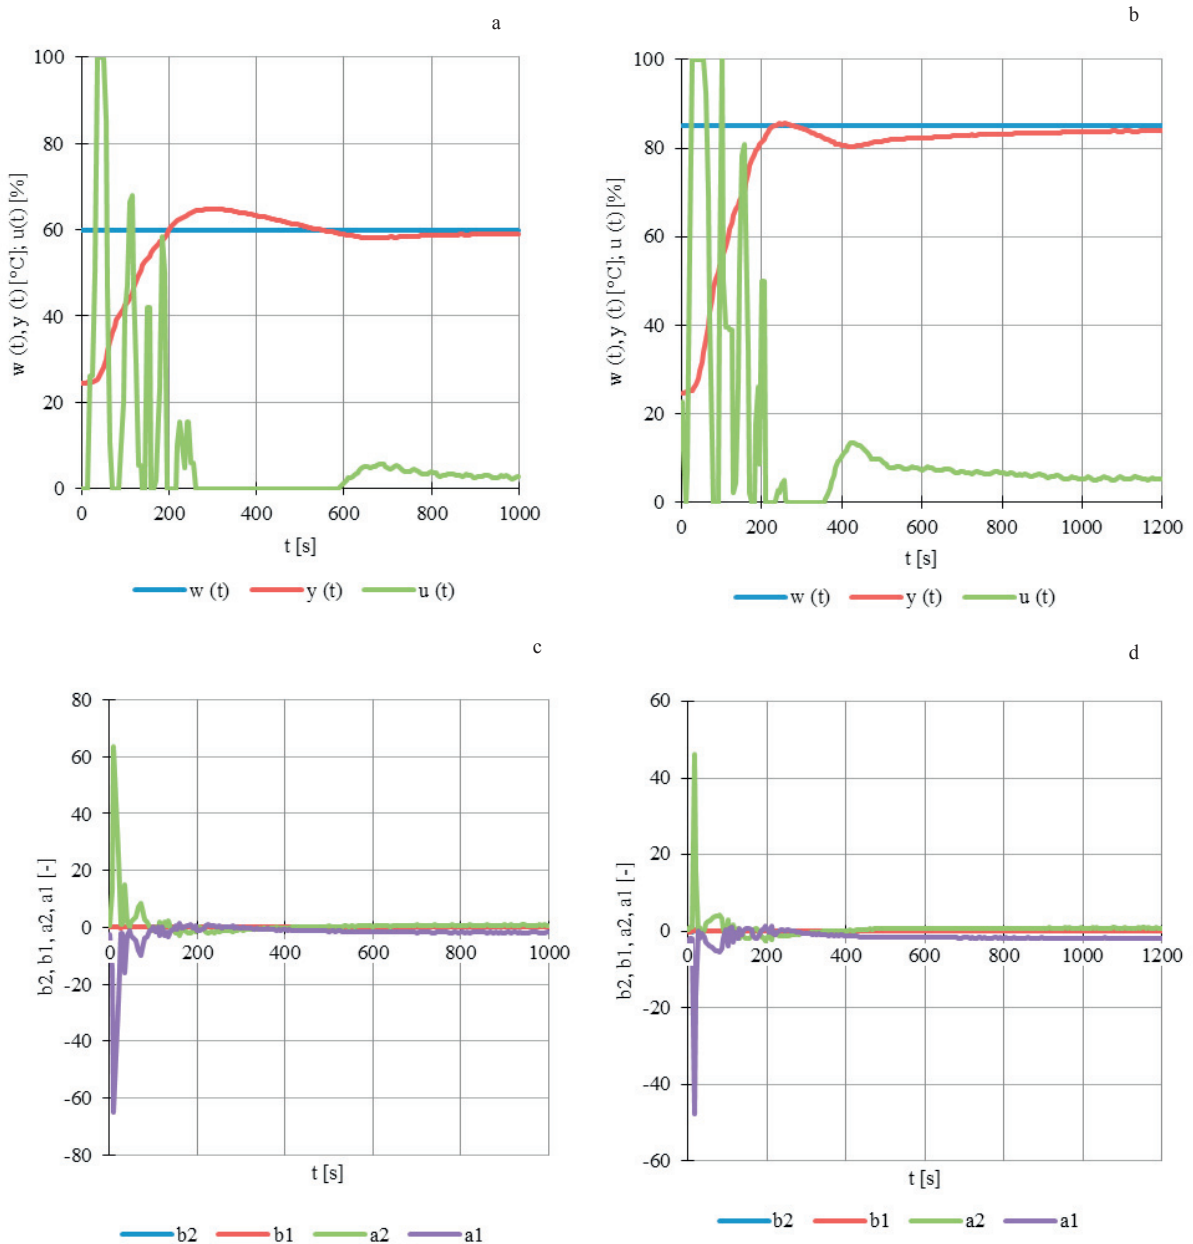 a
w (t), y (t) [°C]; u(t) [%]
100
80
60
40
20
0
0 200 400 600 800 1000
t [s]
w (t) y (t) u (t)
b
w (t), y (t) [°C]; u (t) [%]
100
80
60
40
20
0
0 200 400 600 800 1000 1200
t [s]
w (t) y (t) u (t)
c
b2, b1, a2, a1 [-]
80
60
40
20
0
-20
-40
-60
-80
0 200 400 600 800 1000
t [s]
b2 b1 a2 a1
d
b2, b1, a2, a1 [-]
60
40
20
0
-20
-40
-60
0 200 400 600 800 1000 1200
t [s]
b2 b1 a2 a1